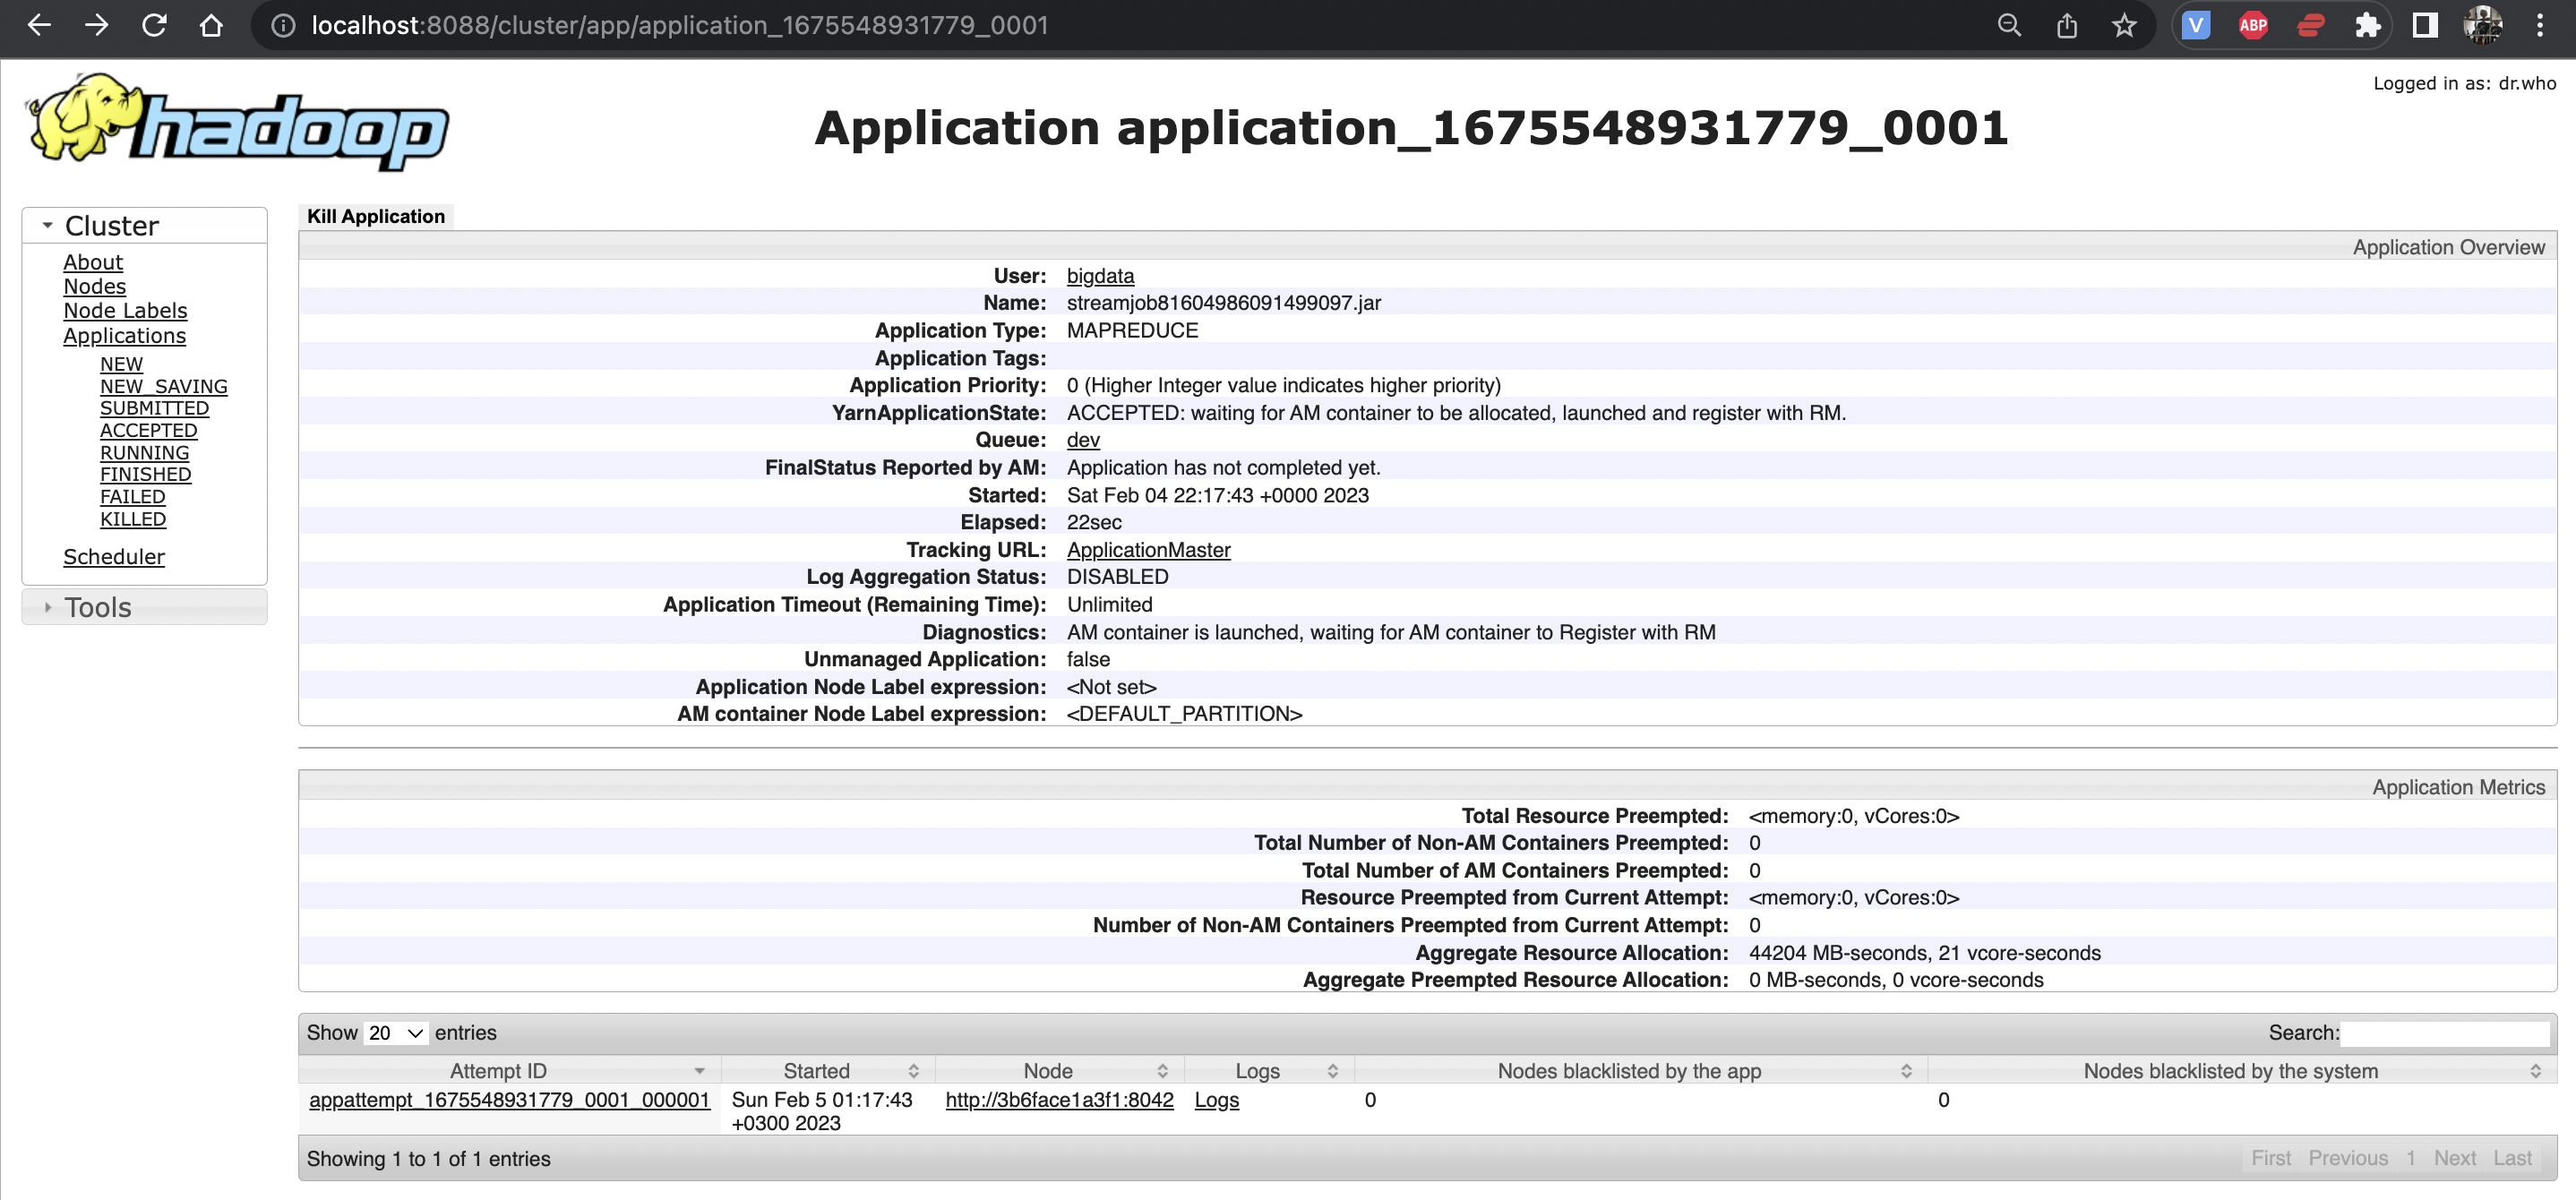 localhost:8088/cluster/app/application_1675548931779_0001
V
ABP
Logged in as: dr.who
hadoop
Application application_1675548931779_0001
Cluster
About
Nodes
Node Labels
Applications
NEW
NEW_SAVING
SUBMITTED
ACCEPTED
RUNNING
FINISHED
FAILED
KILLED
Scheduler
Tools
Kill Application
Application Overview
User: bigdata
Name: streamjob81604986091499097.jar
Application Type: MAPREDUCE
Application Tags:
Application Priority: 0 (Higher Integer value indicates higher priority)
YarnApplicationState: ACCEPTED: waiting for AM container to be allocated, launched and register with RM.
Queue: dev
FinalStatus Reported by AM: Application has not completed yet.
Started: Sat Feb 04 22:17:43 +0000 2023
Elapsed: 22sec
Tracking URL: ApplicationMaster
Log Aggregation Status: DISABLED
Application Timeout (Remaining Time): Unlimited
Diagnostics: AM container is launched, waiting for AM container to Register with RM
Unmanaged Application: false
Application Node Label expression: <Not set>
AM container Node Label expression: <DEFAULT_PARTITION>
Application Metrics
Total Resource Preempted: <memory:0, vCores:0>
Total Number of Non-AM Containers Preempted: 0
Total Number of AM Containers Preempted: 0
Resource Preempted from Current Attempt: <memory:0, vCores:0>
Number of Non-AM Containers Preempted from Current Attempt: 0
Aggregate Resource Allocation: 44204 MB-seconds, 21 vcore-seconds
Aggregate Preempted Resource Allocation: 0 MB-seconds, 0 vcore-seconds
Show 20 entries Search:
Attempt ID Started Node Logs Nodes blacklisted by the app Nodes blacklisted by the system
appattempt_1675548931779_0001_000001 Sun Feb 5 01:17:43 http://3b6face1a3f1:8042 Logs 0 0
+0300 2023
Showing 1 to 1 of 1 entries First Previous 1 Next Last